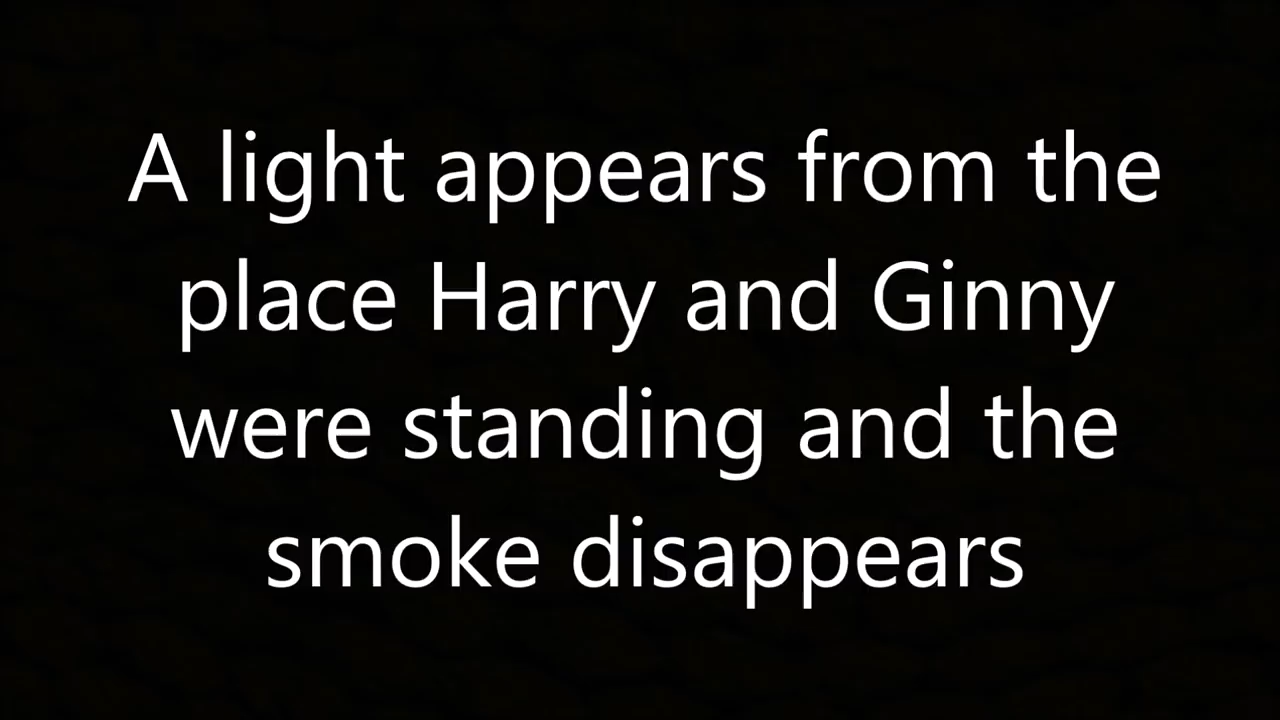 A light appears from the
place Harry and Ginny
were standing and the
smoke disappears